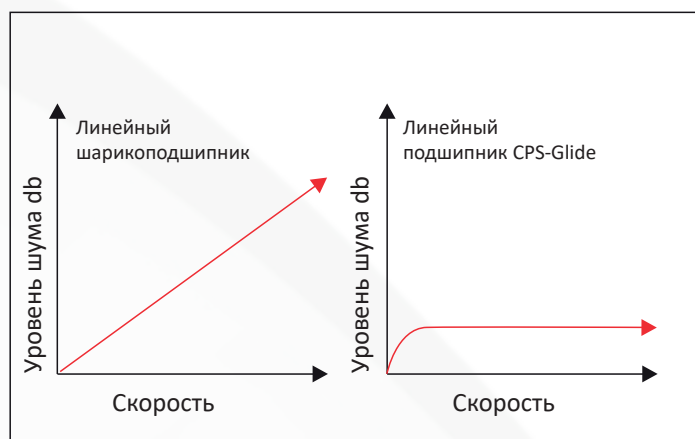 Линейный
шарикоподшипник
Уровень шума db
Скорость
Линейный
подшипник CPS-Glide
Уровень шума db
Скорость